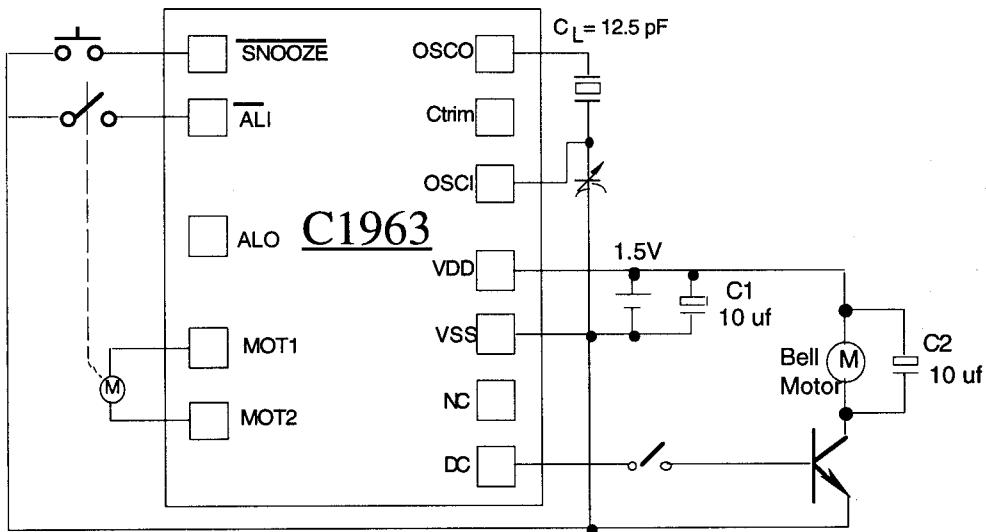 C L = 12.5 pF
SNOOZE
OSCO
ALI
Ctrim
OSCI
ALO
C1963
VDD
1.5V
C1
10 uf
MOT1
VSS
Bell
Motor
M
C2
10 uf
M
MOT2
NC
DC